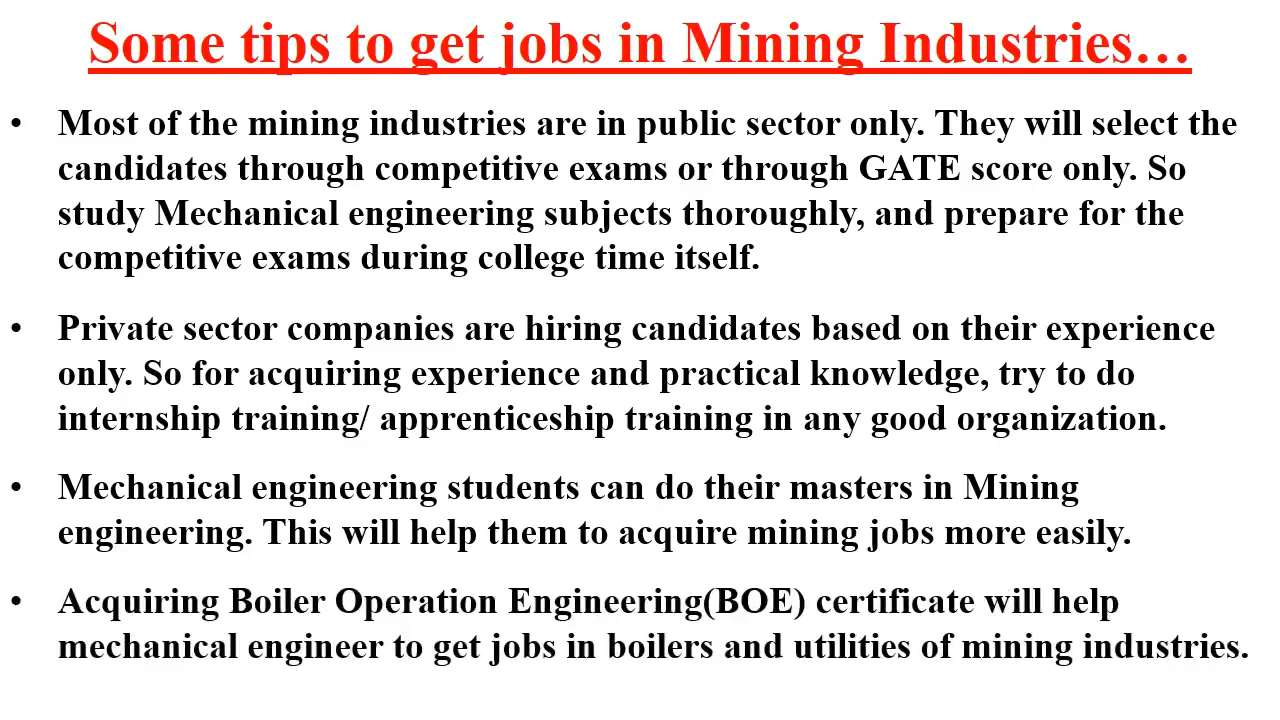 Some tips to get jobs in Mining Industries…
• Most of the mining industries are in public sector only. They will select the
candidates through competitive exams or through GATE score only. So
study Mechanical engineering subjects thoroughly, and prepare for the
competitive exams during college time itself.
• Private sector companies are hiring candidates based on their experience
only. So for acquiring experience and practical knowledge, try to do
internship training/ apprenticeship training in any good organization.
• Mechanical engineering students can do their masters in Mining
engineering. This will help them to acquire mining jobs more easily.
• Acquiring Boiler Operation Engineering(BOE) certificate will help
mechanical engineer to get jobs in boilers and utilities of mining industries.